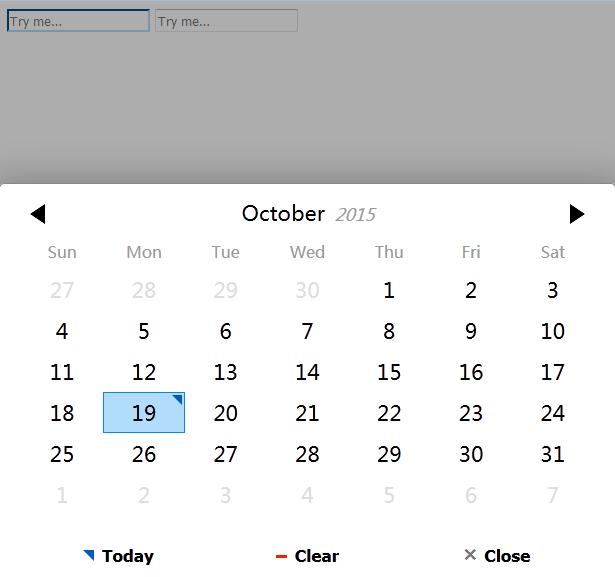 Try me... Try me...
October 2015
Sun Mon Tue Wed Thu Fri Sat
27 28 29 30 1 2 3
4 5 6 7 8 9 10
11 12 13 14 15 16 17
18 19 20 21 22 23 24
25 26 27 28 29 30 31
1 2 3 4 5 6 7
Today Clear Close